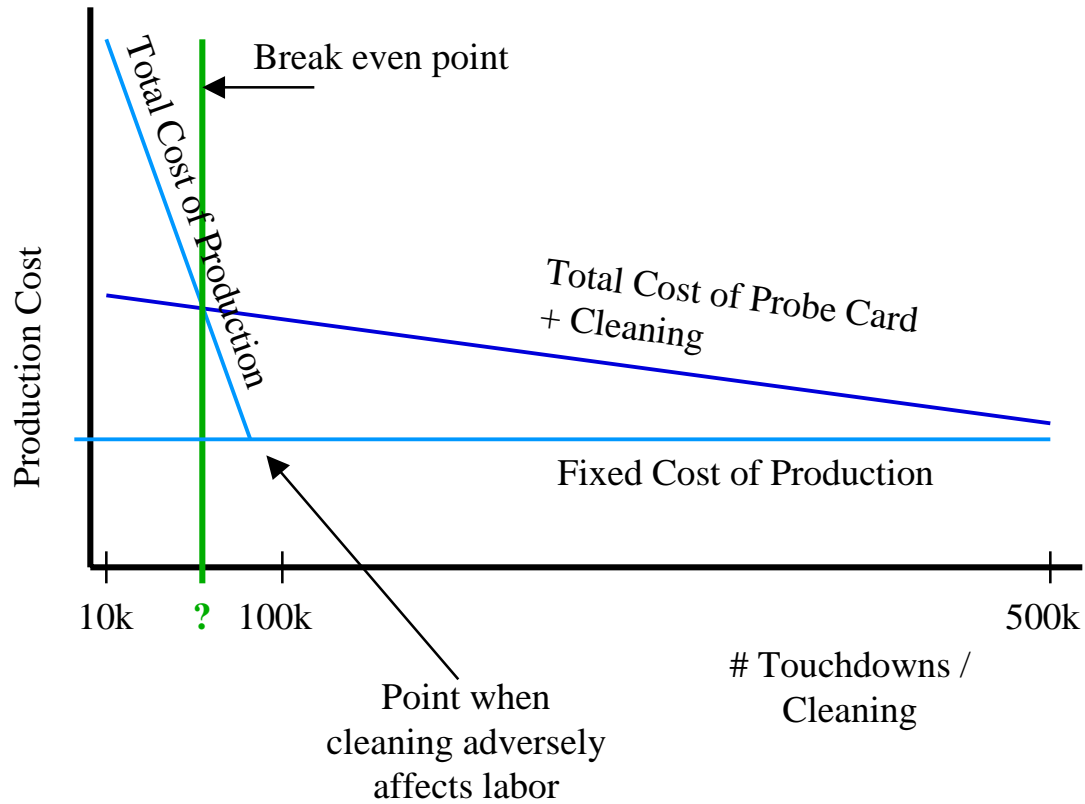 Break even point
Total Cost of Production
Total Cost of Probe Card
+ Cleaning
Production Cost
Fixed Cost of Production
10k
?
100k
500k
# Touchdowns /
Cleaning
Point when
cleaning adversely
affects labor